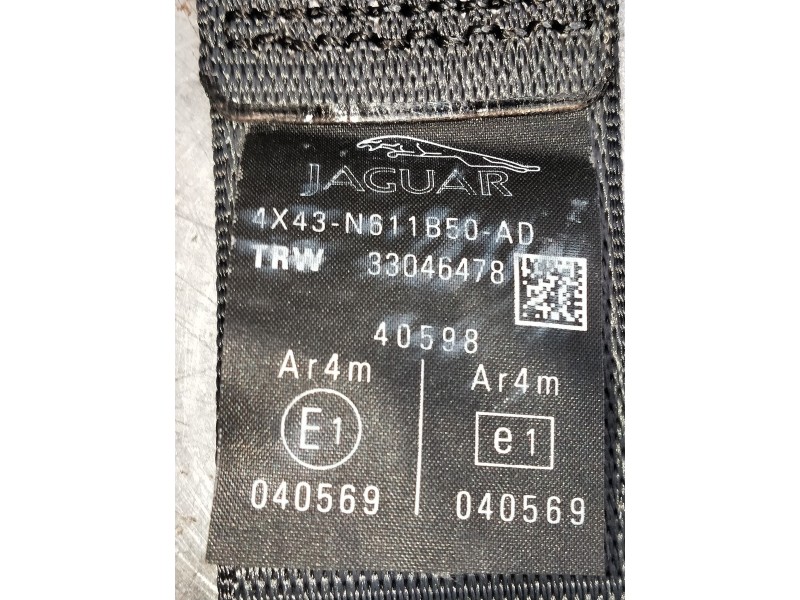 JAGUAR
4X43-N611B50-AD
TRW 33046478
40598
Ar4m Ar4m
E1 e1
040569 040569